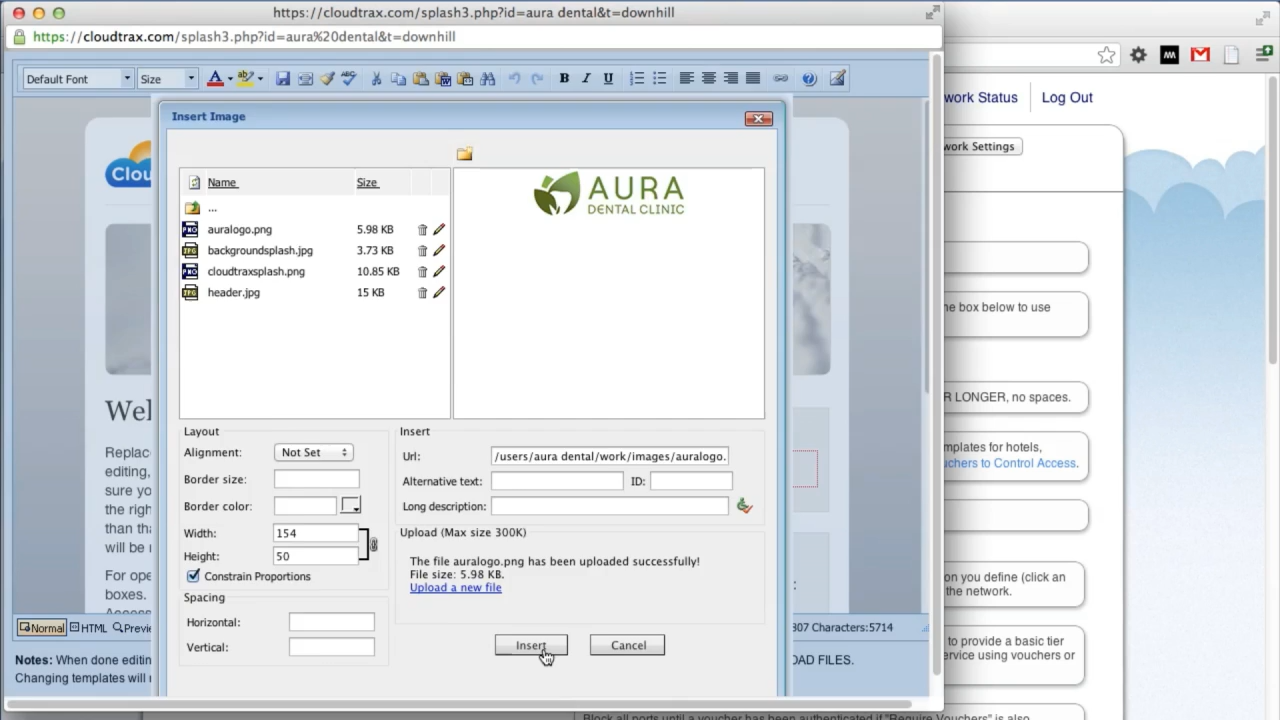 https://cloudtrax.com/splash3.php?id=aura dental&t=downhill
https://cloudtrax.com/splash3.php?id=aura%20dental&t=downhill
Default Font
Size
A
ab
ABC
B I U
work Status
Log Out
work Settings
Insert Image
Clou
Name
Size
...
auralogo.png
5.98 KB
backgroundsplash.jpg
3.73 KB
cloudtraxsplash.png
10.85 KB
header.jpg
15 KB
AURA
DENTAL CLINIC
ne box below to use
R LONGER, no spaces.
mplates for hotels,
uchers to Control Access.
on you define (click an
the network.
to provide a basic tier
ervice using vouchers or
Block all ports until a voucher has been authenticated if "Require Vouchers" is also
Wel
Replac
editing,
sure yo
the righ
than tha
will be r
For ope
boxes.
Layout
Alignment:
Not Set
Border size:
Border color:
Width:
154
Height:
50
Constrain Proportions
Spacing
Horizontal:
Vertical:
Insert
Url:
/users/aura dental/work/images/auralogo.
Alternative text:
ID:
Long description:
Upload (Max size 300K)
The file auralogo.png has been uploaded successfully!
File size: 5.98 KB.
Upload a new file
Insert
Cancel
Normal
HTML
Previe
307 Characters:5714
Notes: When done editin
OAD FILES.
Changing templates will r